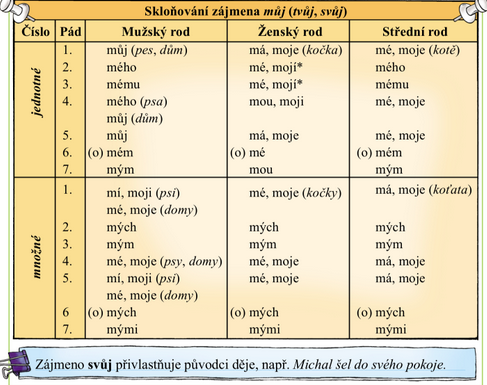 Skloňování zájmena můj (tvůj, svůj)
Číslo Pád Mužský rod Ženský rod Střední rod
jednotné
1. můj (pes, dům) má, moje (kočka) mé, moje (kotě)
2. mého mé, mojí* mého
3. mému mé, mojí* mému
4. mého (psa) mou, moji mé, moje
můj (dům)
5. můj má, moje mé, moje
6. (o) mém (o) mé (o) mém
7. mým mou mým
množné
1. mí, moji (psi) mé, moje (kočky) má, moje (koťata)
mé, moje (domy)
2. mých mých mých
3. mým mým mým
4. mé, moje (psy, domy) mé, moje má, moje
5. mí, moji (psi) mé, moje má, moje
mé, moje (domy)
6 (o) mých (o) mých (o) mých
7. mými mými mými
Zájmeno svůj přivlastňuje původci děje, např. Michal šel do svého pokoje.